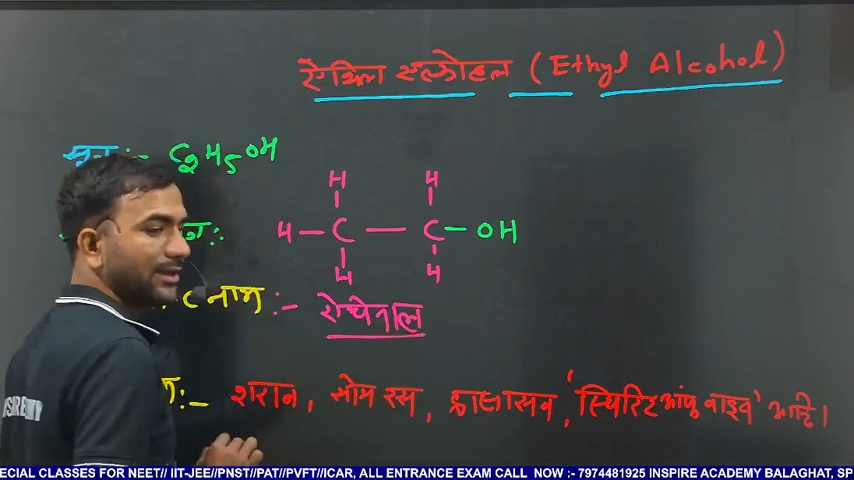 ऐथिल एल्कोहल (Ethyl Alcohol)
सूत्र :- C2H5OH
H H
H – C – C – OH
H H
C नाम :- ऐथेनॉल
:- शराब, सोम रस, द्राक्षासव, 'स्पिरिट ऑफ वाइन' आदि।
ECIAL CLASSES FOR NEET// IIT-JEE//PNST//PAT//PVFT//ICAR, ALL ENTRANCE EXAM CALL NOW :- 7974481925 INSPIRE ACADEMY BALAGHAT, SP